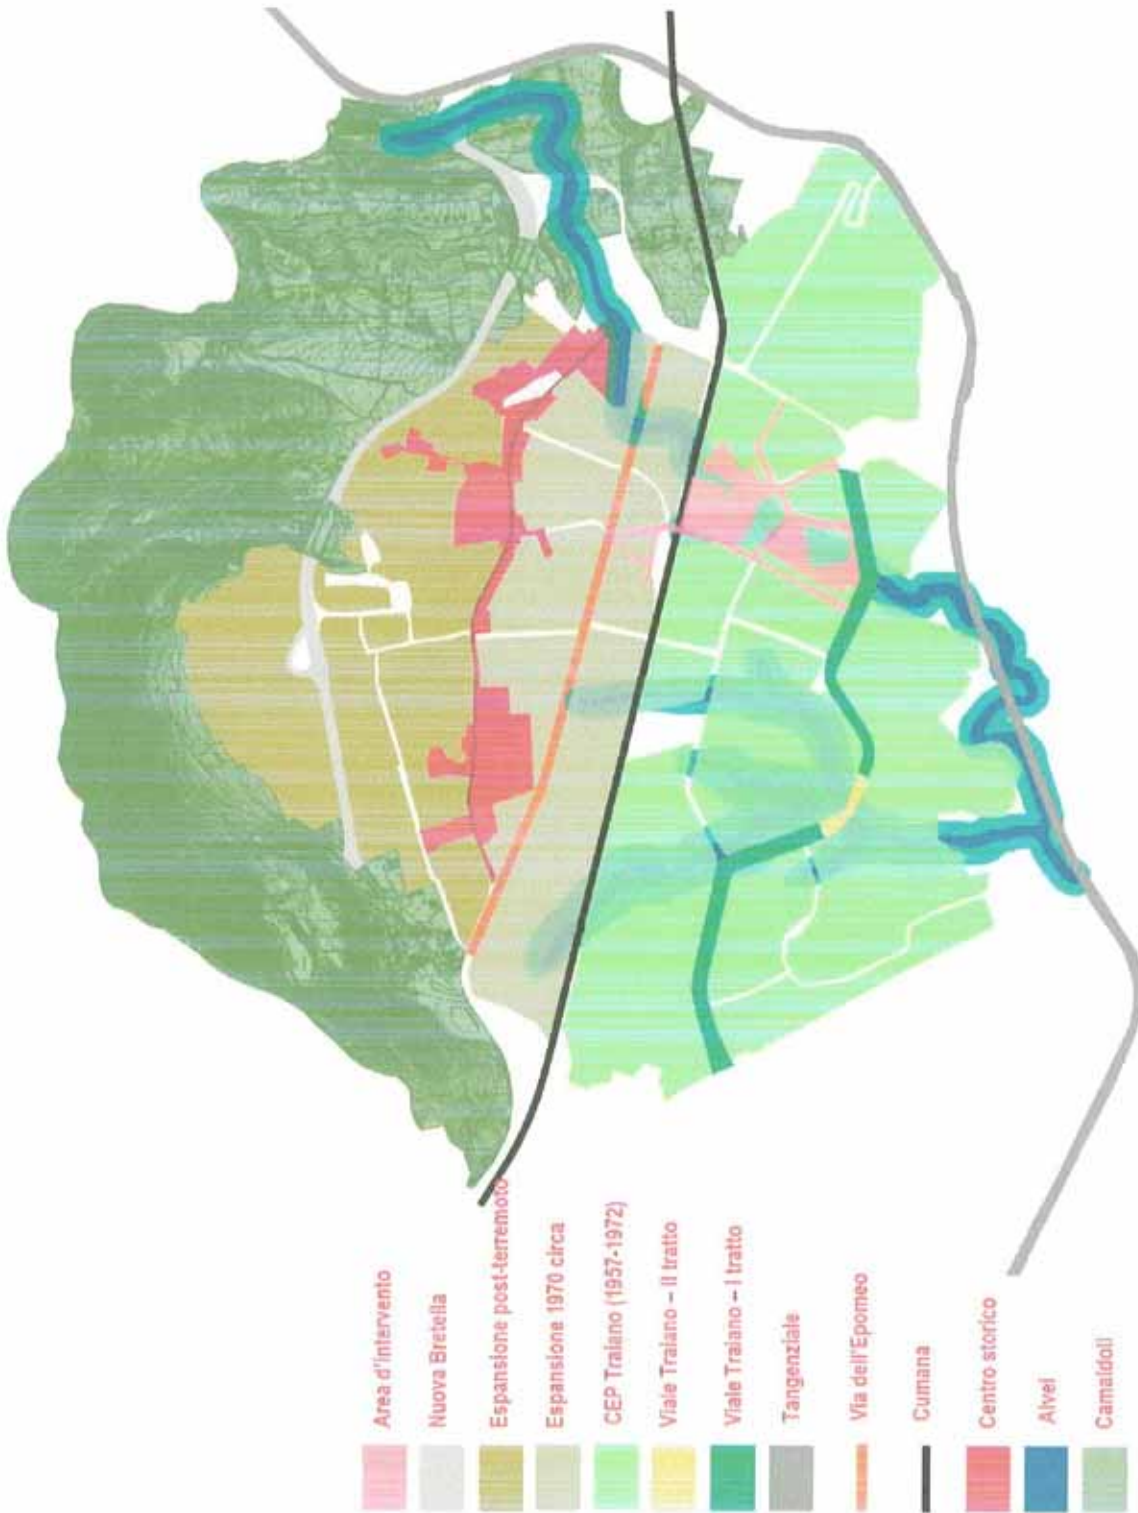 Area d'intervento
Nuova Bretella
Espansione post-terremoto
Espansione 1970 circa
CEP Traiano (1957-1972)
Viale Traiano – II tratto
Viale Traiano – I tratto
Tangenziale
Via dell'Epomeo
Cumana
Centro storico
Alvei
Camaldoli